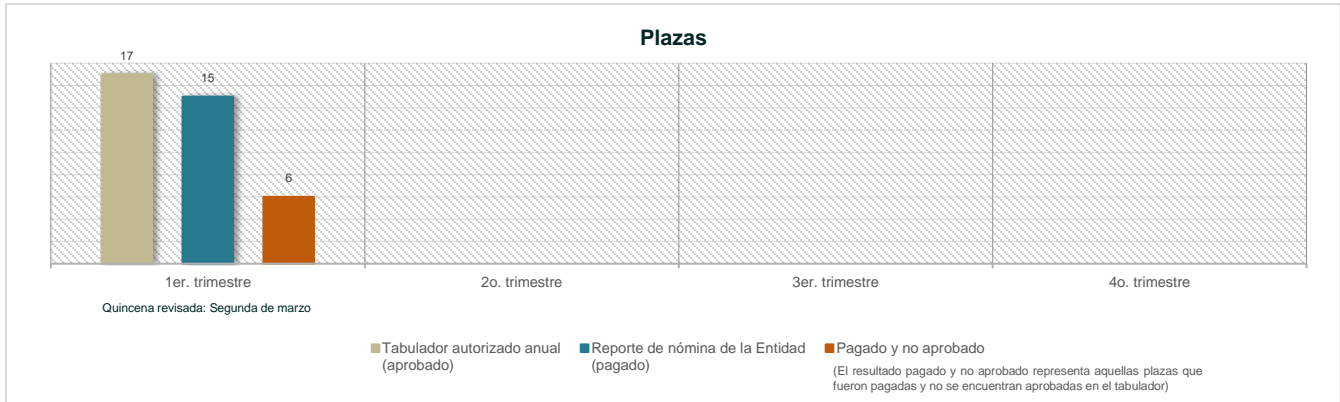 Plazas
17
15
6
1er. trimestre
2o. trimestre
3er. trimestre
4o. trimestre
Quincena revisada: Segunda de marzo
Tabulador autorizado anual
(aprobado)
Reporte de nómina de la Entidad
(pagado)
Pagado y no aprobado
(El resultado pagado y no aprobado representa aquellas plazas que
fueron pagadas y no se encuentran aprobadas en el tabulador)